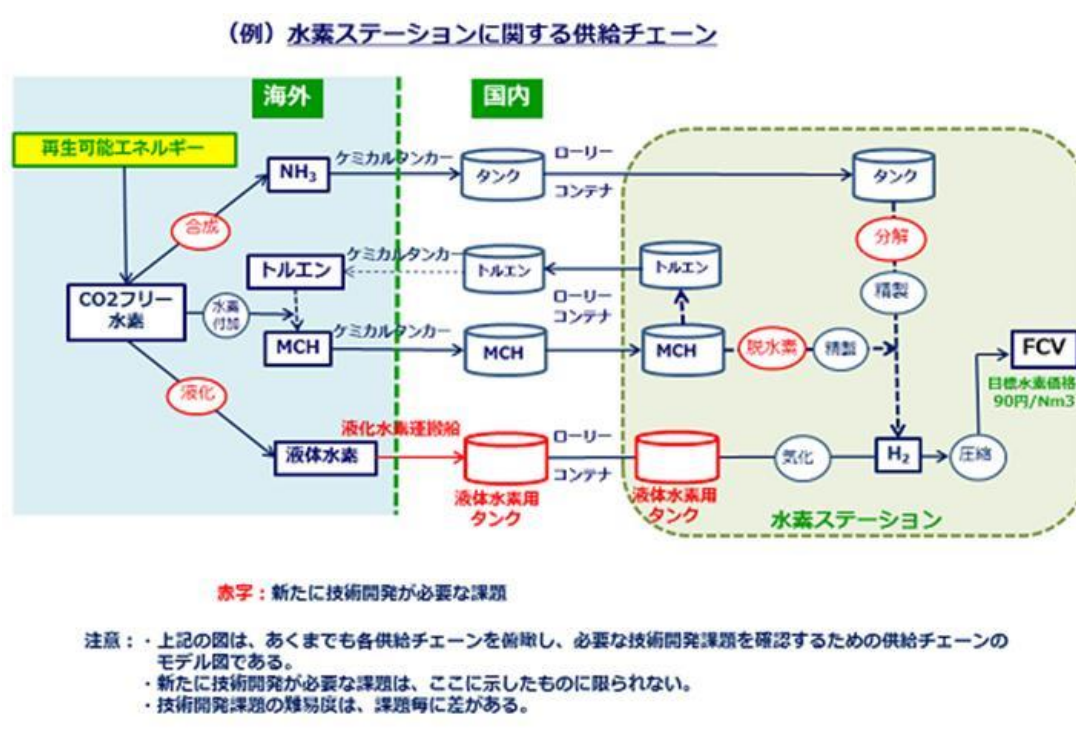 （例）水素ステーションに関する供給チェーン
海外
国内
再生可能エネルギー
NH3
ケミカルタンカー
タンク
ローリー
コンテナ
タンク
合成
分解
精製
トルエン
ケミカルタンカー
トルエン
トルエン
CO2フリー
水素
水素
付加
ローリー
コンテナ
MCH
ケミカルタンカー
MCH
MCH
脱水素
精製
FCV
目標水素価格
90円/Nm3
液化
液体水素
液化水素運搬船
ローリー
コンテナ
液体水素用
タンク
液体水素用
タンク
気化
H2
圧縮
水素ステーション
赤字：新たに技術開発が必要な課題
注意：・上記の図は、あくまでも各供給チェーンを俯瞰し、必要な技術開発課題を確認するための供給チェーンの
モデル図である。
・新たに技術開発が必要な課題は、ここに示したものに限られない。
・技術開発課題の難易度は、課題毎に差がある。